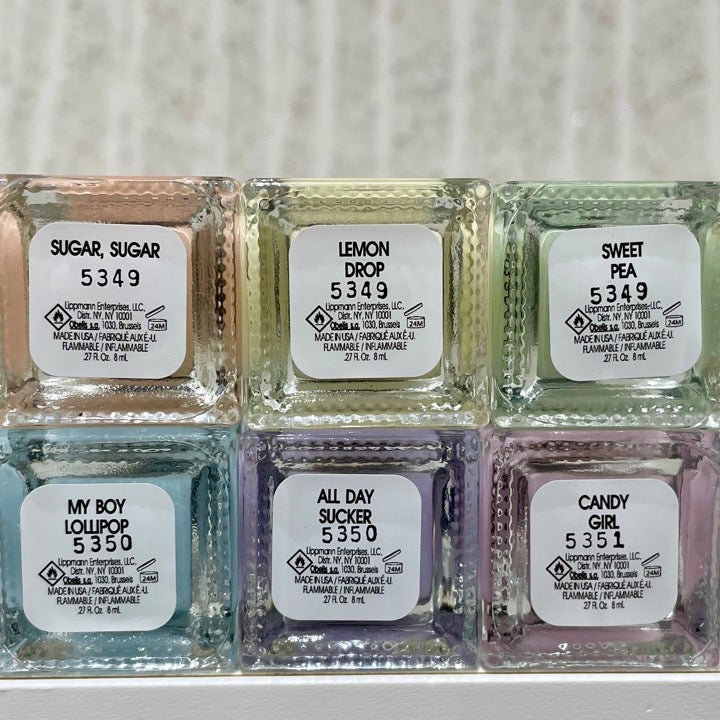 SUGAR, SUGAR
5349
Lippmann Enterprises, LLC,
Distr. NY, NY 10001
Obelis s.a, 1030, Brussels
24M
MADE IN USA / FABRIQUÉ AUX É-U.
FLAMMABLE / INFLAMMABLE
.27 Fl. Oz. 8 mL
LEMON
DROP
5349
Lippmann Enterprises, LLC,
Distr. NY, NY 10001
Obelis s.a, 1030, Brussels
24M
MADE IN USA / FABRIQUÉ AUX É-U.
FLAMMABLE / INFLAMMABLE
.27 Fl. Oz. 8 mL
SWEET
PEA
5349
Lippmann Enterprises, LLC,
Distr. NY, NY 10001
Obelis s.a, 1030, Brussels
24M
MADE IN USA / FABRIQUÉ AUX É-U.
FLAMMABLE / INFLAMMABLE
.27 Fl. Oz. 8 mL
MY BOY
LOLLIPOP
5350
Lippmann Enterprises, LLC,
Distr. NY, NY 10001
Obelis s.a, 1030, Brussels
24M
MADE IN USA / FABRIQUÉ AUX É-U.
FLAMMABLE / INFLAMMABLE
.27 Fl. Oz. 8 mL
ALL DAY
SUCKER
5350
Lippmann Enterprises, LLC,
Distr. NY, NY 10001
Obelis s.a, 1030, Brussels
24M
MADE IN USA / FABRIQUÉ AUX É-U.
FLAMMABLE / INFLAMMABLE
.27 Fl. Oz. 8 mL
CANDY
GIRL
5351
Lippmann Enterprises, LLC,
Distr. NY, NY 10001
Obelis s.a, 1030, Brussels
24M
MADE IN USA / FABRIQUÉ AUX É-U.
FLAMMABLE / INFLAMMABLE
.27 Fl. Oz. 8 mL